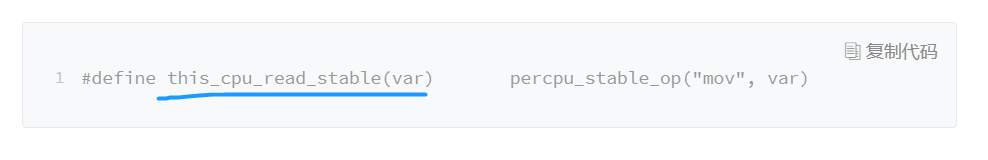 复制代码
1 #define this_cpu_read_stable(var) percpu_stable_op("mov", var)